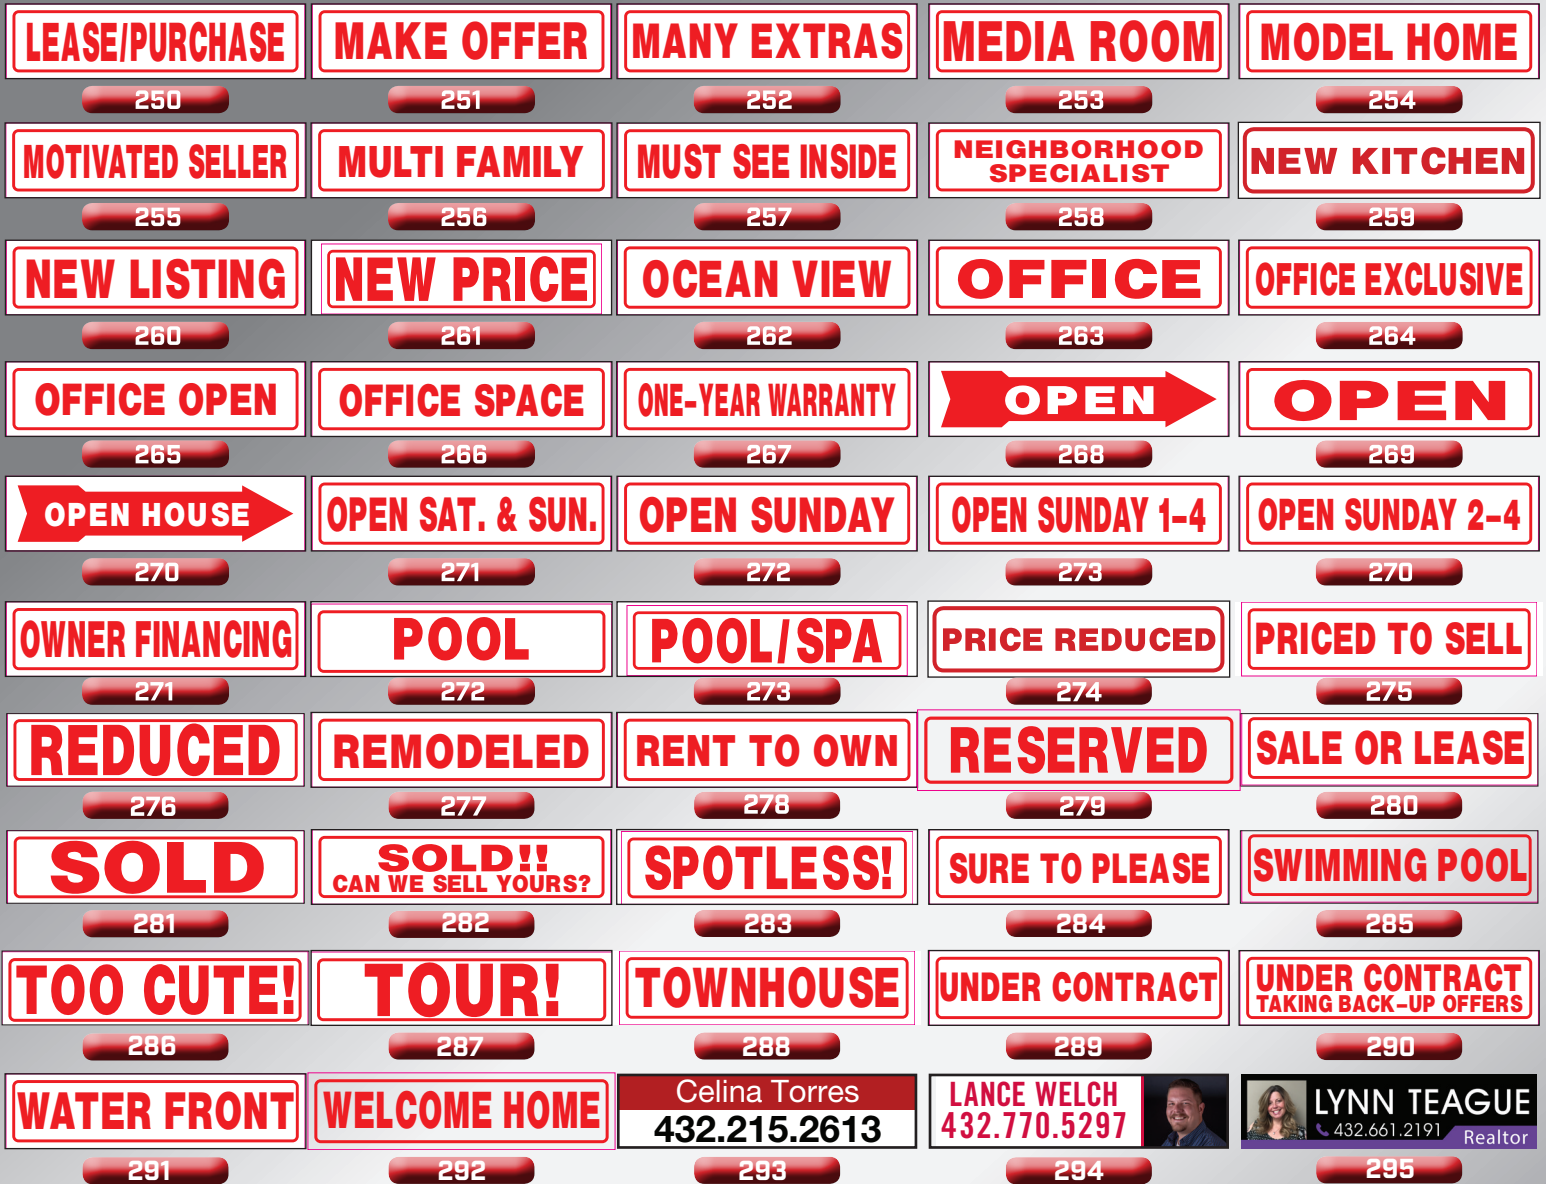 LEASE/PURCHASE
MAKE OFFER
MANY EXTRAS
MEDIA ROOM
MODEL HOME
250
251
252
253
254
MOTIVATED SELLER
MULTI FAMILY
MUST SEE INSIDE
NEIGHBORHOOD
SPECIALIST
NEW KITCHEN
255
256
257
258
259
NEW LISTING
NEW PRICE
OCEAN VIEW
OFFICE
OFFICE EXCLUSIVE
260
261
262
263
264
OFFICE OPEN
OFFICE SPACE
ONE-YEAR WARRANTY
OPEN
OPEN
265
266
267
268
269
OPEN HOUSE
OPEN SAT. & SUN.
OPEN SUNDAY
OPEN SUNDAY 1-4
OPEN SUNDAY 2-4
270
271
272
273
270
OWNER FINANCING
POOL
POOL/SPA
PRICE REDUCED
PRICED TO SELL
271
272
273
274
275
REDUCED
REMODELED
RENT TO OWN
RESERVED
SALE OR LEASE
276
277
278
279
280
SOLD
SOLD!!
CAN WE SELL YOURS?
SPOTLESS!
SURE TO PLEASE
SWIMMING POOL
281
282
283
284
285
TOO CUTE!
TOUR!
TOWNHOUSE
UNDER CONTRACT
UNDER CONTRACT
TAKING BACK-UP OFFERS
286
287
288
289
290
WATER FRONT
WELCOME HOME
Celina Torres
432.215.2613
LANCE WELCH
432.770.5297
LYNN TEAGUE
432.661.2191
Realtor
291
292
293
294
295